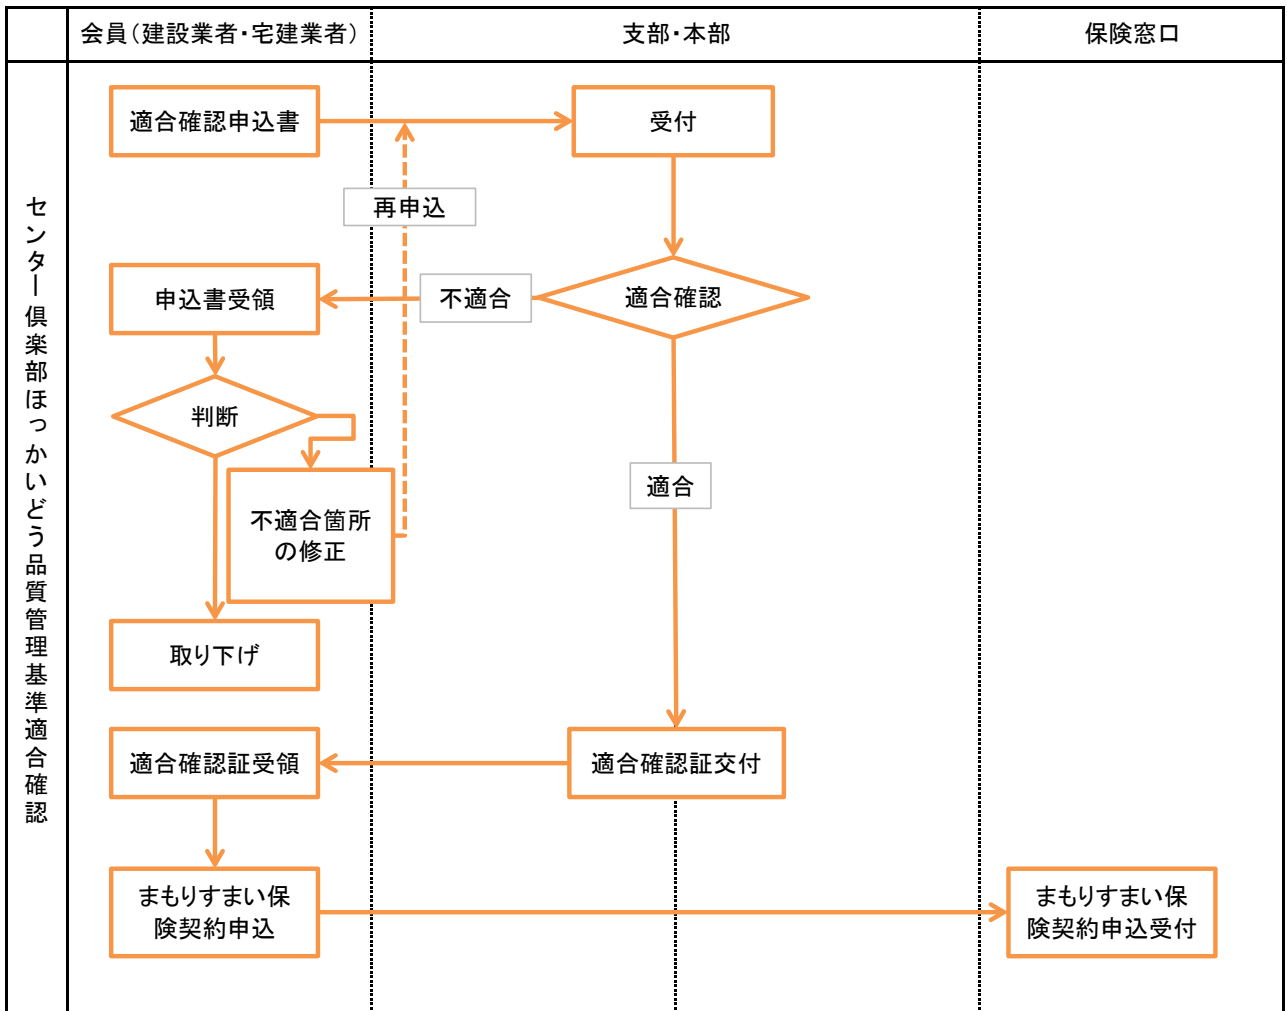 会員（建設業者・宅建業者）
支部・本部
保険窓口
センター倶楽部ほっかいどう品質管理基準適合確認
適合確認申込書
受付
再申込
申込書受領
不適合
適合確認
判断
適合
不適合箇所
の修正
取り下げ
適合確認証受領
適合確認証交付
まもりすまい保
険契約申込
まもりすまい保
険契約申込受付